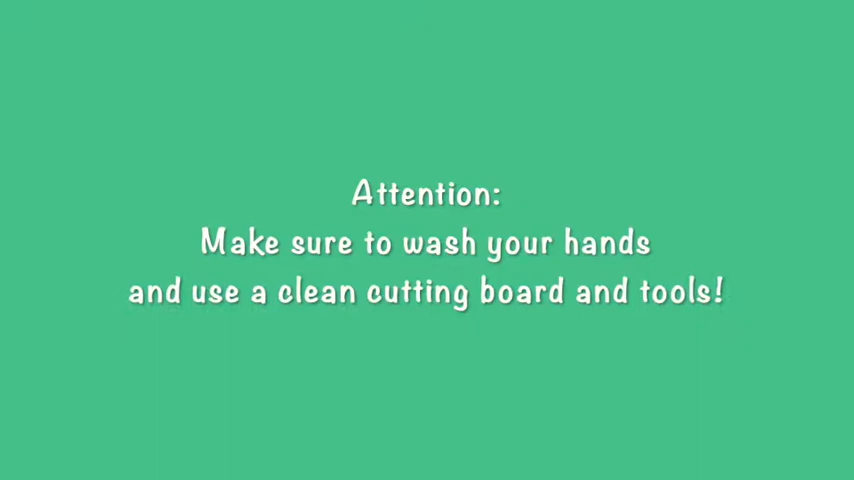 Attention:
Make sure to wash your hands
and use a clean cutting board and tools!